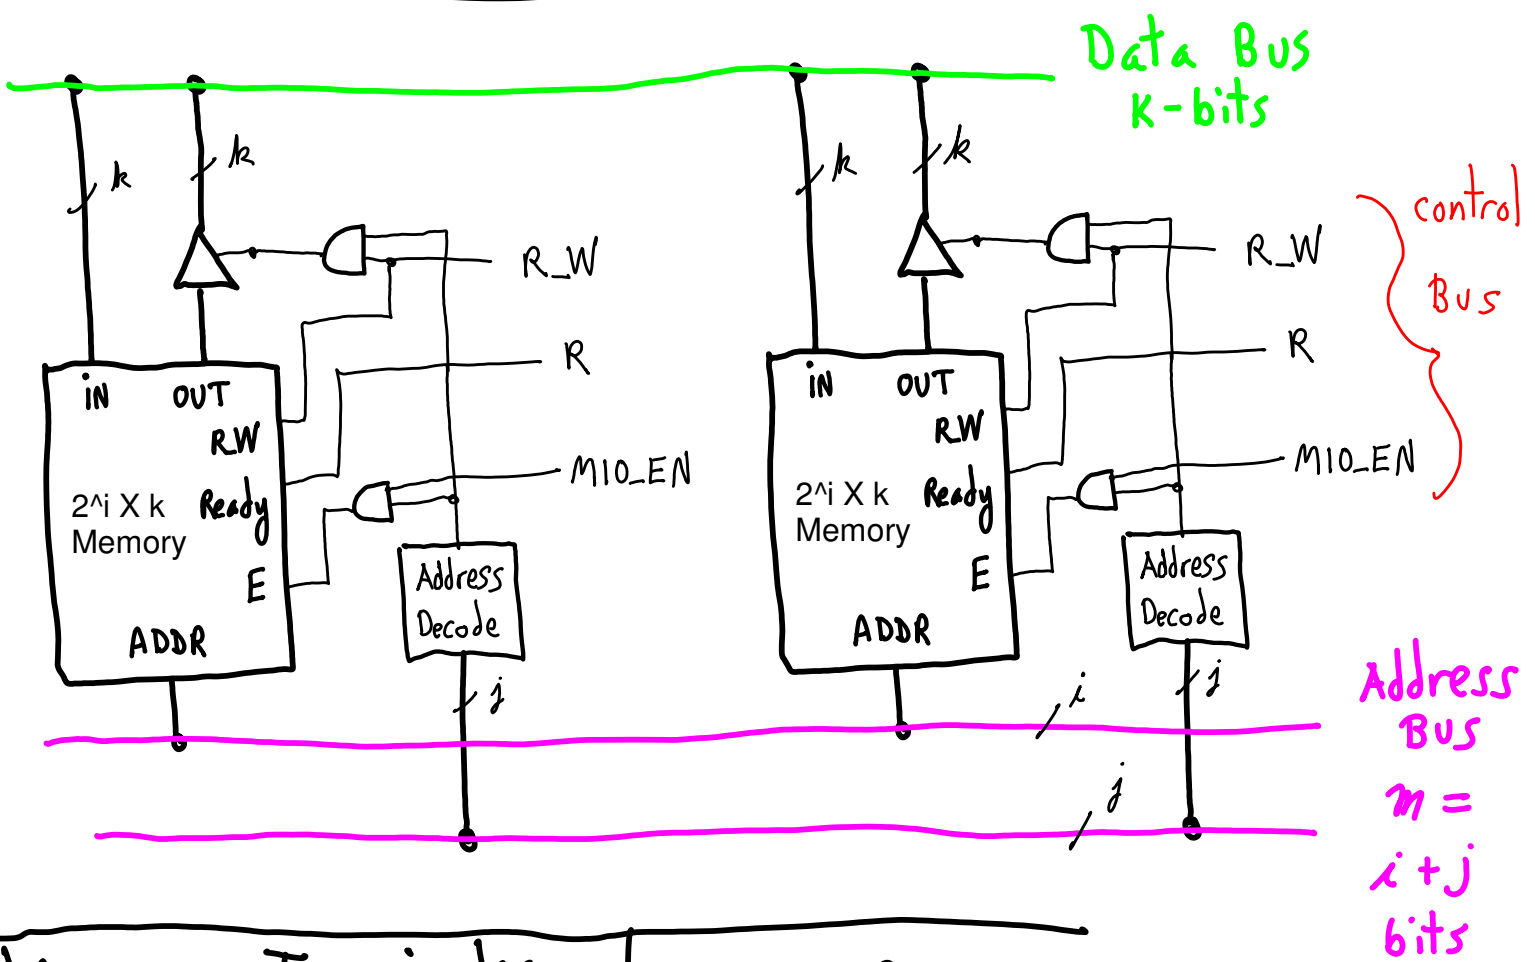 Data Bus
K-bits
k
k
k
k
control
Bus
R_W
R_W
R
R
iN OUT
RW
Ready
E
ADDR
2^i X k
Memory
iN OUT
RW
Ready
E
ADDR
2^i X k
Memory
MIO_EN
MIO_EN
Address
Decode
Address
Decode
j
j
i
j
Address
Bus
m =
i + j
bits